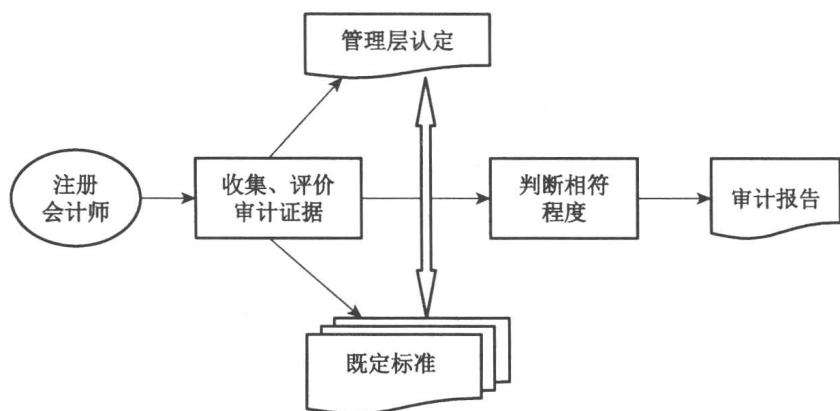 管理层认定
注册
会计师
收集、评价
审计证据
判断相符
程度
审计报告
既定标准